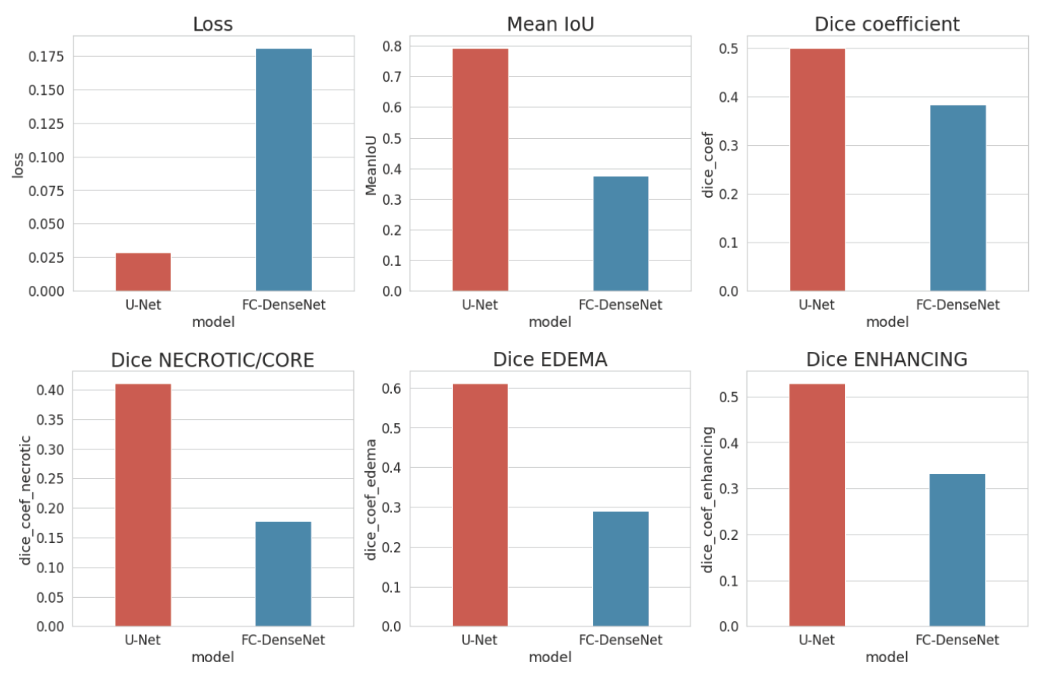 Loss
0.175
0.150
0.125
0.100
0.075
0.050
0.025
0.000
loss
U-Net FC-DenseNet
model
Mean IoU
0.8
0.7
0.6
0.5
0.4
0.3
0.2
0.1
0.0
MeanIoU
U-Net FC-DenseNet
model
Dice coefficient
0.5
0.4
0.3
0.2
0.1
0.0
dice_coef
U-Net FC-DenseNet
model
Dice NECROTIC/CORE
0.40
0.35
0.30
0.25
0.20
0.15
0.10
0.05
0.00
dice_coef_necrotic
U-Net FC-DenseNet
model
Dice EDEMA
0.6
0.5
0.4
0.3
0.2
0.1
0.0
dice_coef_edema
U-Net FC-DenseNet
model
Dice ENHANCING
0.5
0.4
0.3
0.2
0.1
0.0
dice_coef_enhancing
U-Net FC-DenseNet
model